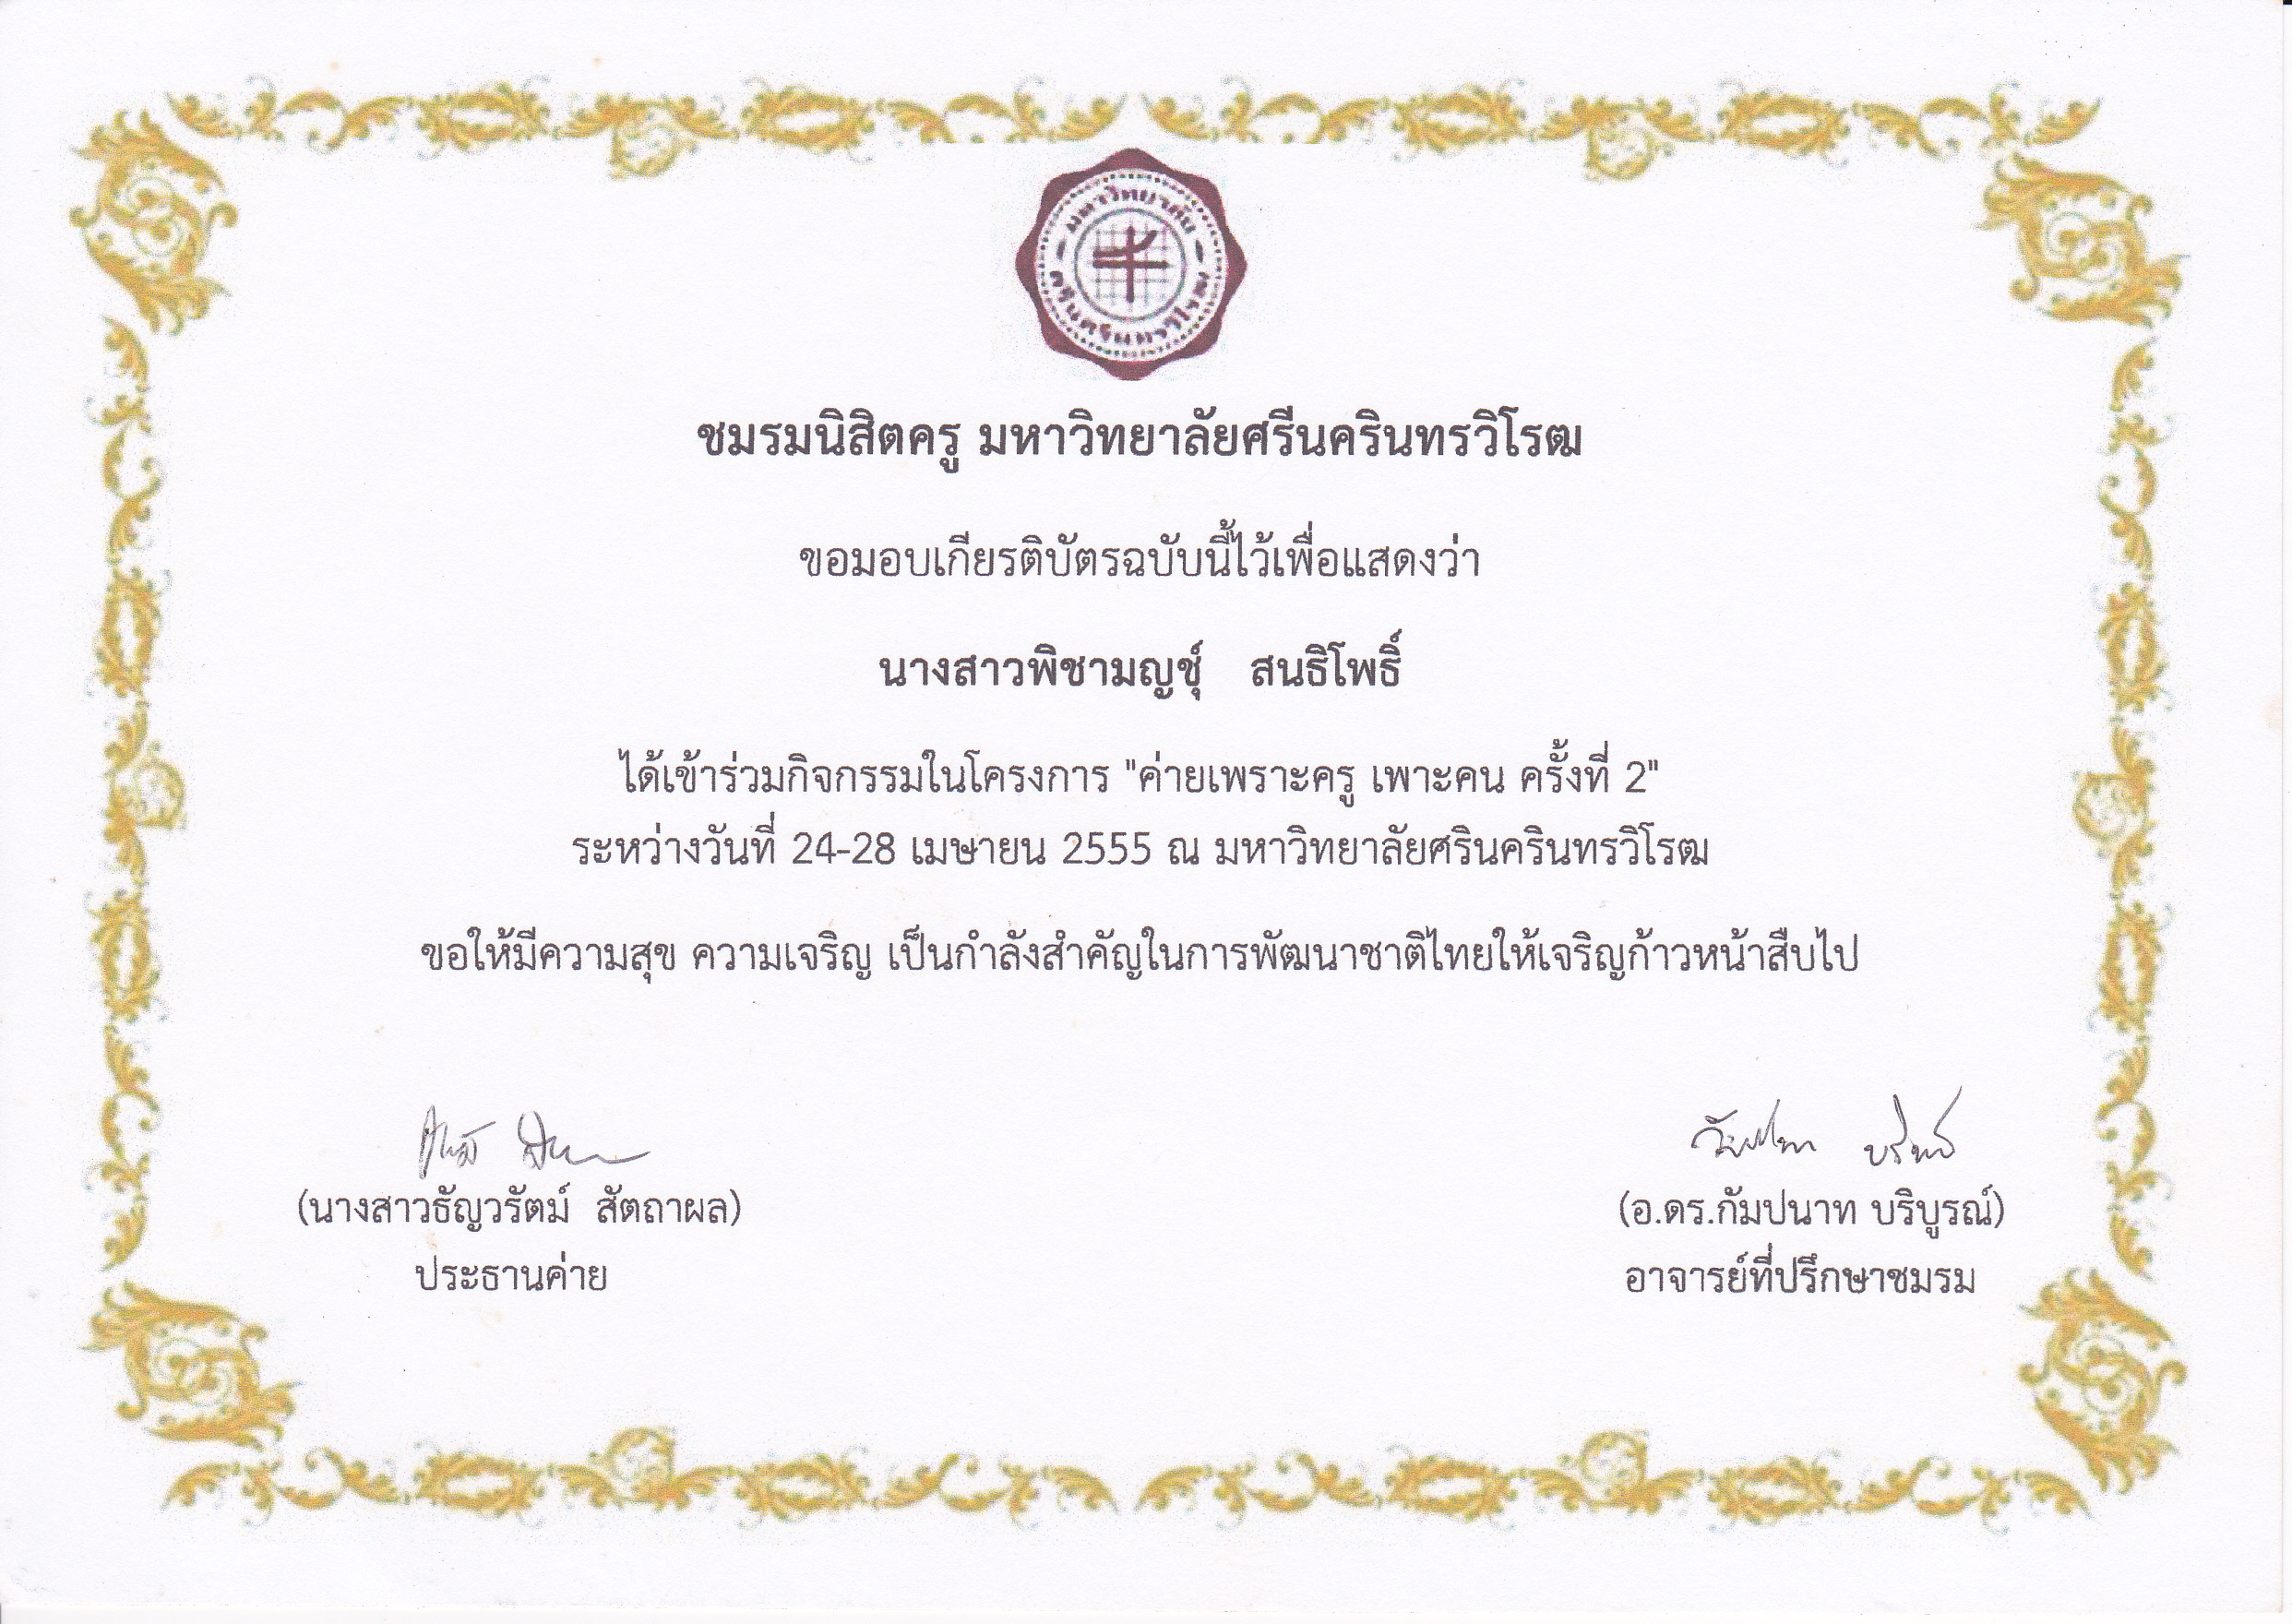 มหาวิทยาลัย
ศรีนครินทรวิโรฒ
ชมรมนิสิตครู มหาวิทยาลัยศรีนครินทรวิโรฒ
ขอมอบเกียรติบัตรฉบับนี้ไว้เพื่อแสดงว่า
นางสาวพิชามญชุ์ สนธิโพธิ์
ได้เข้าร่วมกิจกรรมในโครงการ "ค่ายเพราะครู เพาะคน ครั้งที่ 2"
ระหว่างวันที่ 24-28 เมษายน 2555 ณ มหาวิทยาลัยศรินครินทรวิโรฒ
ขอให้มีความสุข ความเจริญ เป็นกำลังสำคัญในการพัฒนาชาติไทยให้เจริญก้าวหน้าสืบไป
(นางสาวธัญวรัตม์ สัตถาผล)
ประธานค่าย
(อ.ดร.กัมปนาท บริบูรณ์)
อาจารย์ที่ปรึกษาชมรม